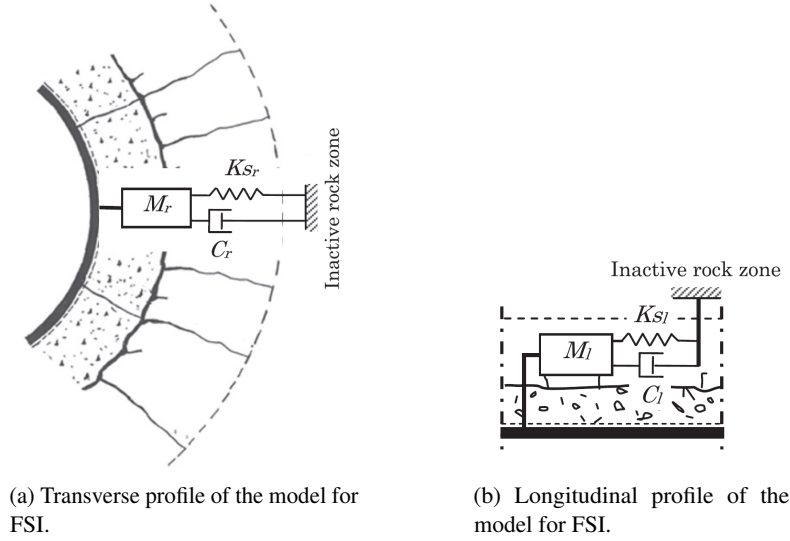 Ks_r
M_r
C_r
Inactive rock zone
(a) Transverse profile of the model for
FSI.
Inactive rock zone
Ks_l
M_l
C_l
(b) Longitudinal profile of the
model for FSI.